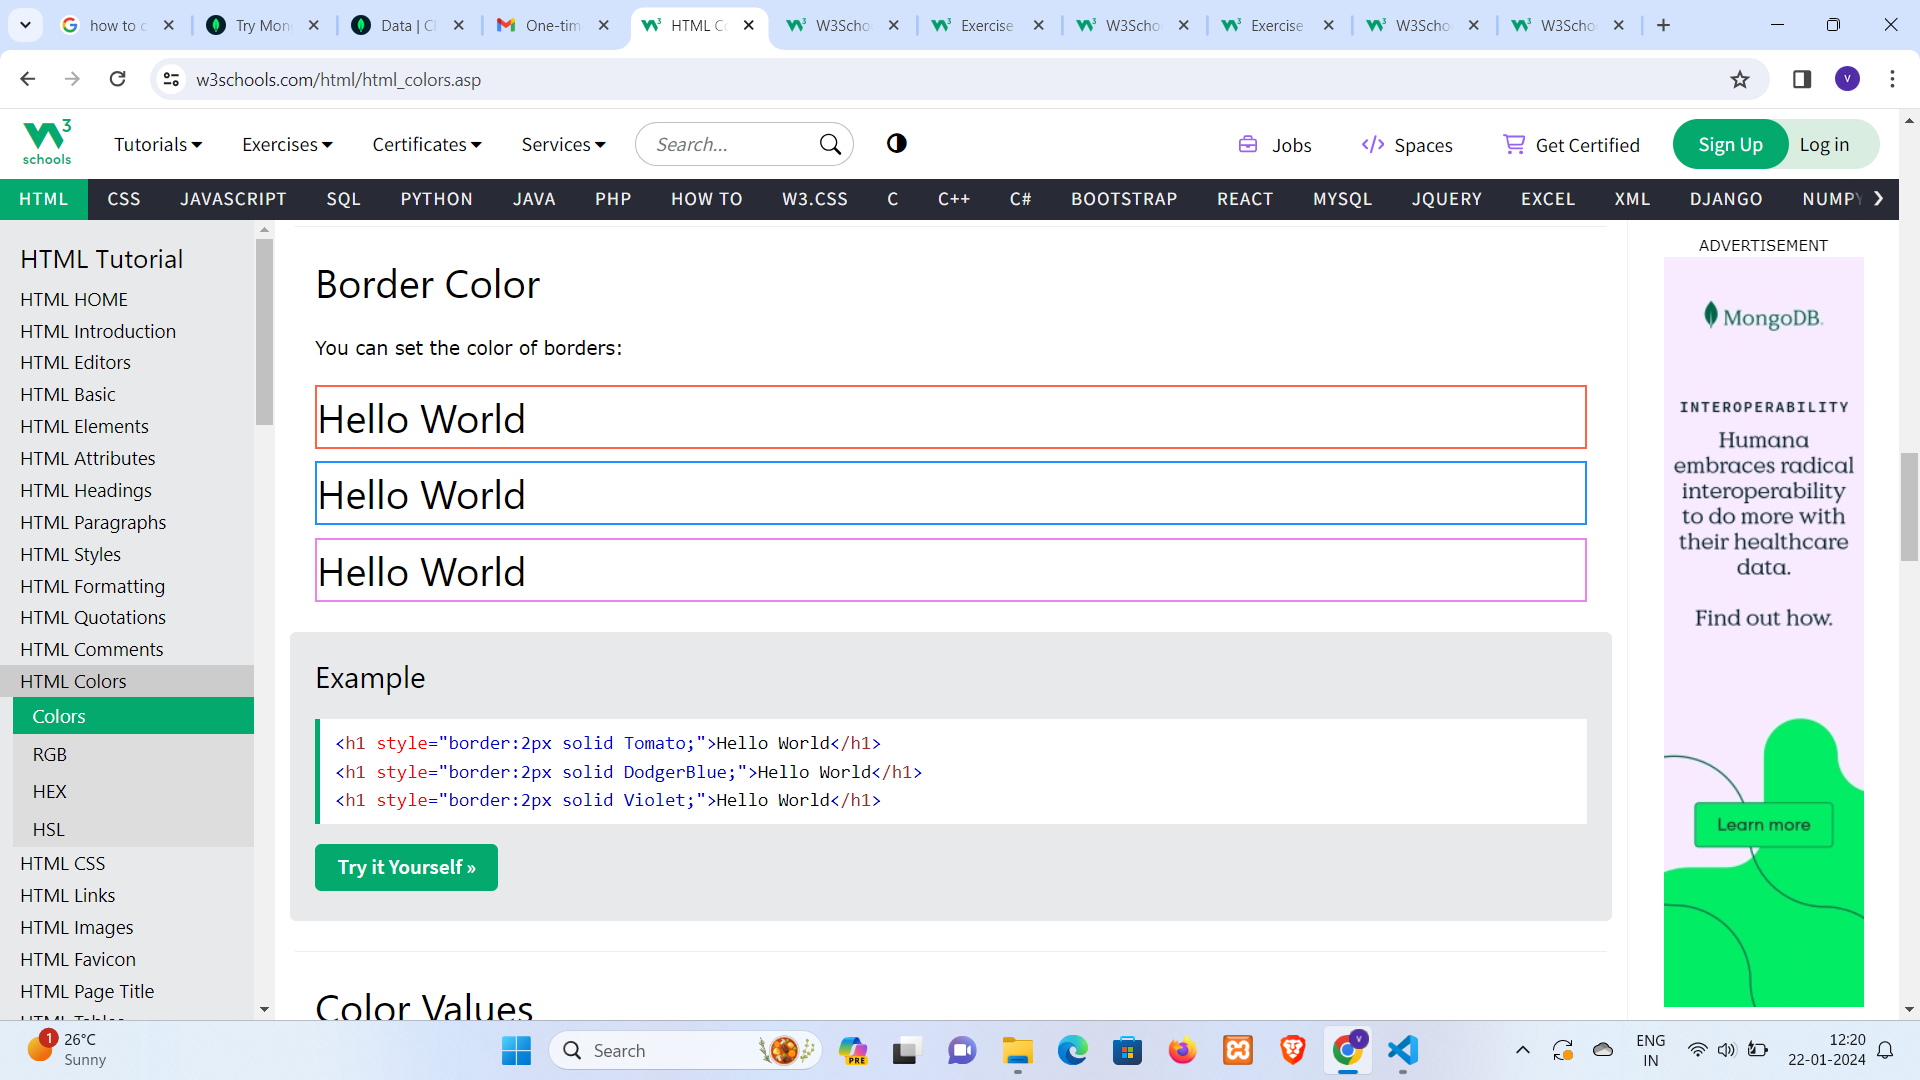 how to c
Try Mon
Data | Cl
One-tim
HTML Co
W3Scho
Exercise
W3Scho
Exercise
W3Scho
W3Scho
w3schools.com/html/html_colors.asp
V
W3 schools
Tutorials
Exercises
Certificates
Services
Search...
Jobs
Spaces
Get Certified
Sign Up
Log in
HTML CSS JAVASCRIPT SQL PYTHON JAVA PHP HOW TO W3.CSS C C++ C# BOOTSTRAP REACT MYSQL JQUERY EXCEL XML DJANGO NUMPY
HTML Tutorial
HTML HOME
HTML Introduction
HTML Editors
HTML Basic
HTML Elements
HTML Attributes
HTML Headings
HTML Paragraphs
HTML Styles
HTML Formatting
HTML Quotations
HTML Comments
HTML Colors
Colors
RGB
HEX
HSL
HTML CSS
HTML Links
HTML Images
HTML Favicon
HTML Page Title
HTML Tables
Border Color
You can set the color of borders:
Hello World
Hello World
Hello World
Example
<h1 style="border:2px solid Tomato;">Hello World</h1>
<h1 style="border:2px solid DodgerBlue;">Hello World</h1>
<h1 style="border:2px solid Violet;">Hello World</h1>
Try it Yourself »
Color Values
ADVERTISEMENT
MongoDB.
INTEROPERABILITY
Humana
embraces radical
interoperability
to do more with
their healthcare
data.
Find out how.
Learn more
1
26°C
Sunny
Search
PRE
V
ENG
IN
12:20
22-01-2024